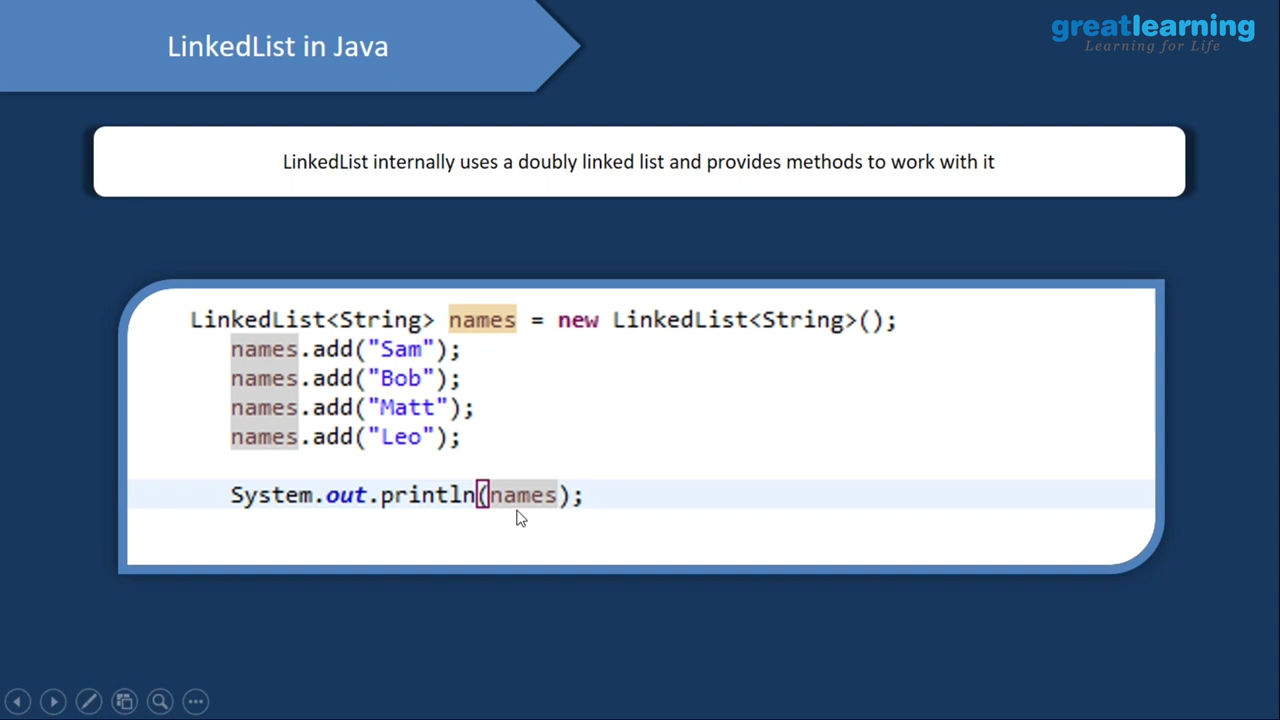 LinkedList in Java
greatlearning
Learning for Life
LinkedList internally uses a doubly linked list and provides methods to work with it
LinkedList<String> names = new LinkedList<String>();
names.add("Sam");
names.add("Bob");
names.add("Matt");
names.add("Leo");
System.out.println(names);